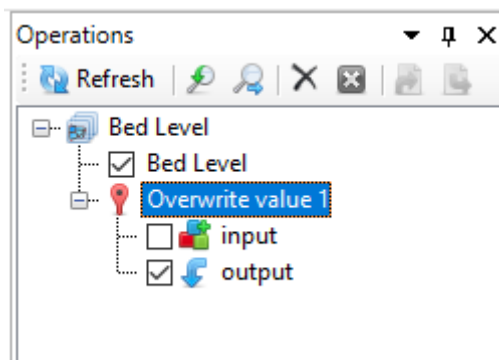 Operations
Refresh
Bed Level
Bed Level
Overwrite value 1
input
output